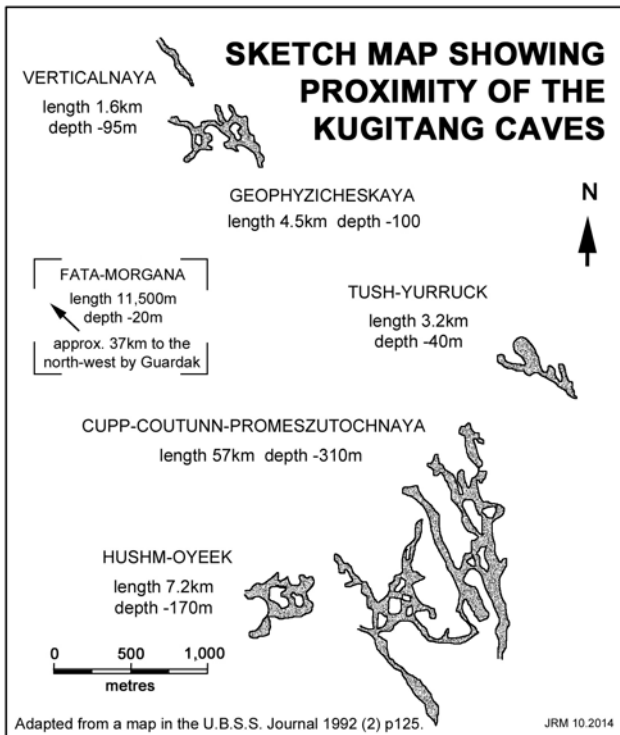 SKETCH MAP SHOWING
PROXIMITY OF THE
KUGITANG CAVES
VERTICALNAYA
length 1.6km
depth -95m
GEOPHYZICHESKAYA
length 4.5km depth -100
N
FATA-MORGANA
length 11,500m
depth -20m
approx. 37km to the
north-west by Guardak
TUSH-YURRUCK
length 3.2km
depth -40m
CUPP-COUTUNN-PROMESZUTOCHNAYA
length 57km depth -310m
HUSHM-OYEEK
length 7.2km
depth -170m
0 500 1,000
metres
Adapted from a map in the U.B.S.S. Journal 1992 (2) p125.
JRM 10.2014